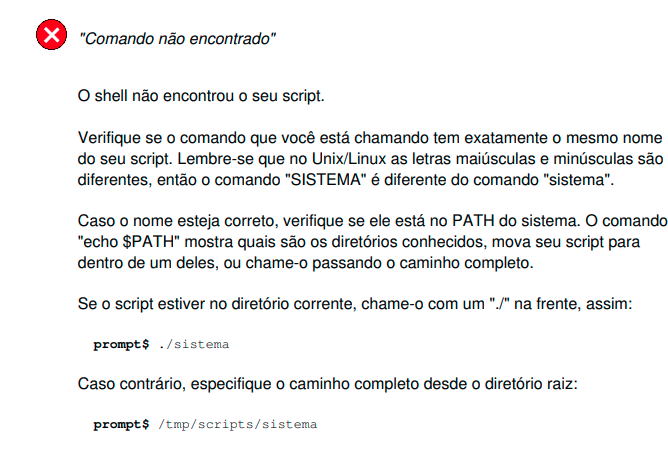 "Comando não encontrado"
O shell não encontrou o seu script.
Verifique se o comando que você está chamando tem exatamente o mesmo nome
do seu script. Lembre-se que no Unix/Linux as letras maiúsculas e minúsculas são
diferentes, então o comando "SISTEMA" é diferente do comando "sistema".
Caso o nome esteja correto, verifique se ele está no PATH do sistema. O comando
"echo $PATH" mostra quais são os diretórios conhecidos, mova seu script para
dentro de um deles, ou chame-o passando o caminho completo.
Se o script estiver no diretório corrente, chame-o com um "./" na frente, assim:
prompt$ ./sistema
Caso contrário, especifique o caminho completo desde o diretório raiz:
prompt$ /tmp/scripts/sistema